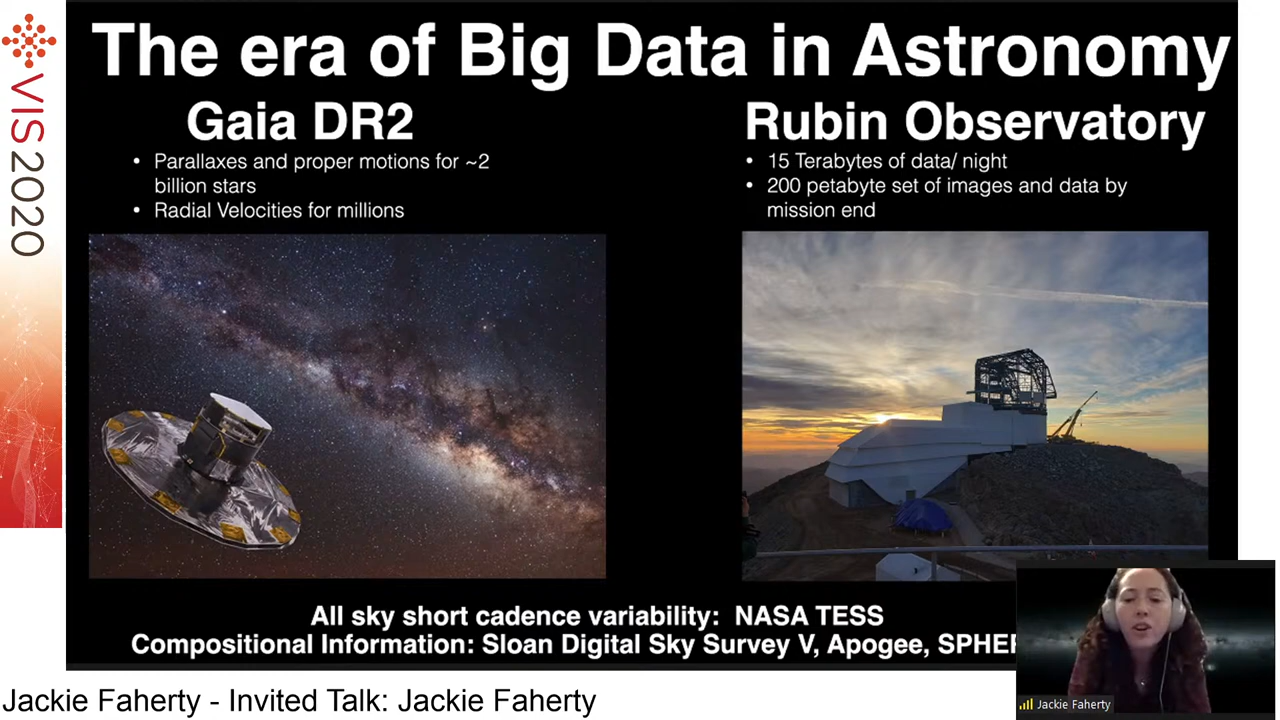 VIS2020
The era of Big Data in Astronomy
Gaia DR2
• Parallaxes and proper motions for ~2
billion stars
• Radial Velocities for millions
Rubin Observatory
• 15 Terabytes of data/ night
• 200 petabyte set of images and data by
mission end
All sky short cadence variability: NASA TESS
Compositional Information: Sloan Digital Sky Survey V, Apogee,
Jackie Faherty
Jackie Faherty - Invited Talk: Jackie Faherty